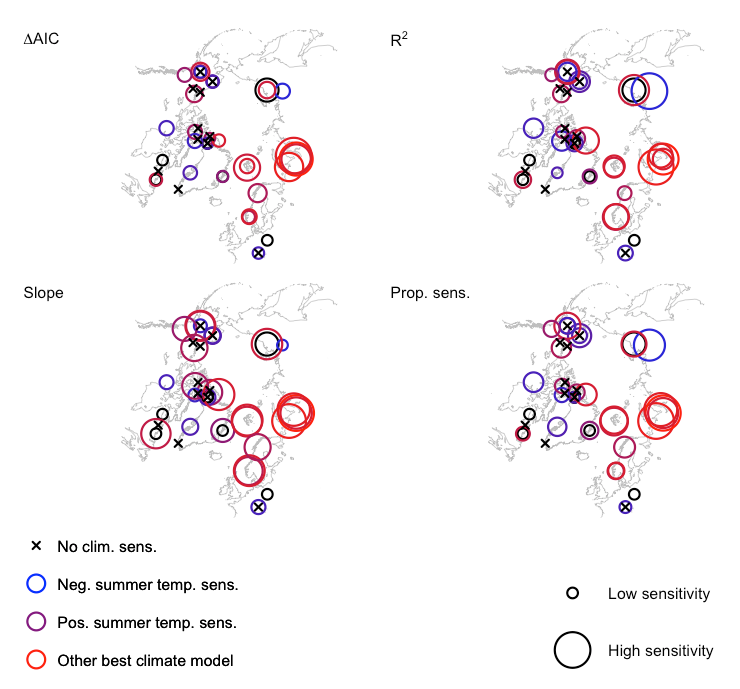 ΔAIC
R²
Slope
Prop. sens.
No clim. sens.
Neg. summer temp. sens.
Pos. summer temp. sens.
Other best climate model
Low sensitivity
High sensitivity